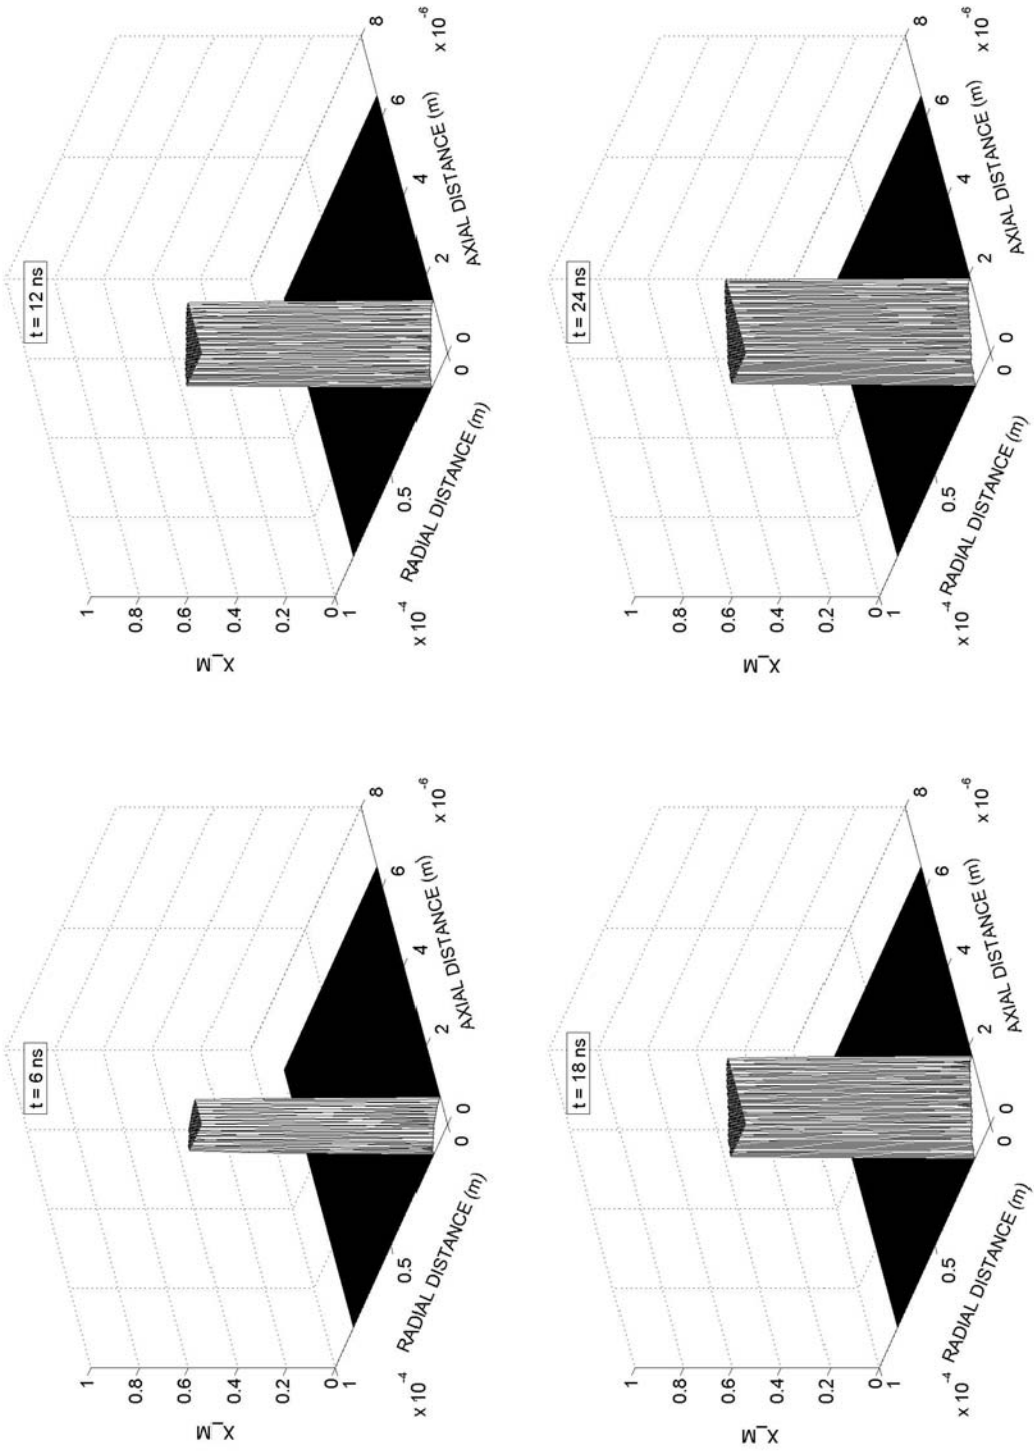 t = 6 ns
X_M
1
0.8
0.6
0.4
0.2
0
1
x 10⁻⁴
0.5
0
RADIAL DISTANCE (m)
0
2
4
6
8
x 10⁻⁶
AXIAL DISTANCE (m)
t = 12 ns
X_M
1
0.8
0.6
0.4
0.2
0
1
x 10⁻⁴
0.5
0
RADIAL DISTANCE (m)
0
2
4
6
8
x 10⁻⁶
AXIAL DISTANCE (m)
t = 18 ns
X_M
1
0.8
0.6
0.4
0.2
0
1
x 10⁻⁴
0.5
0
RADIAL DISTANCE (m)
0
2
4
6
8
x 10⁻⁶
AXIAL DISTANCE (m)
t = 24 ns
X_M
1
0.8
0.6
0.4
0.2
0
1
x 10⁻⁴
0.5
0
RADIAL DISTANCE (m)
0
2
4
6
8
x 10⁻⁶
AXIAL DISTANCE (m)